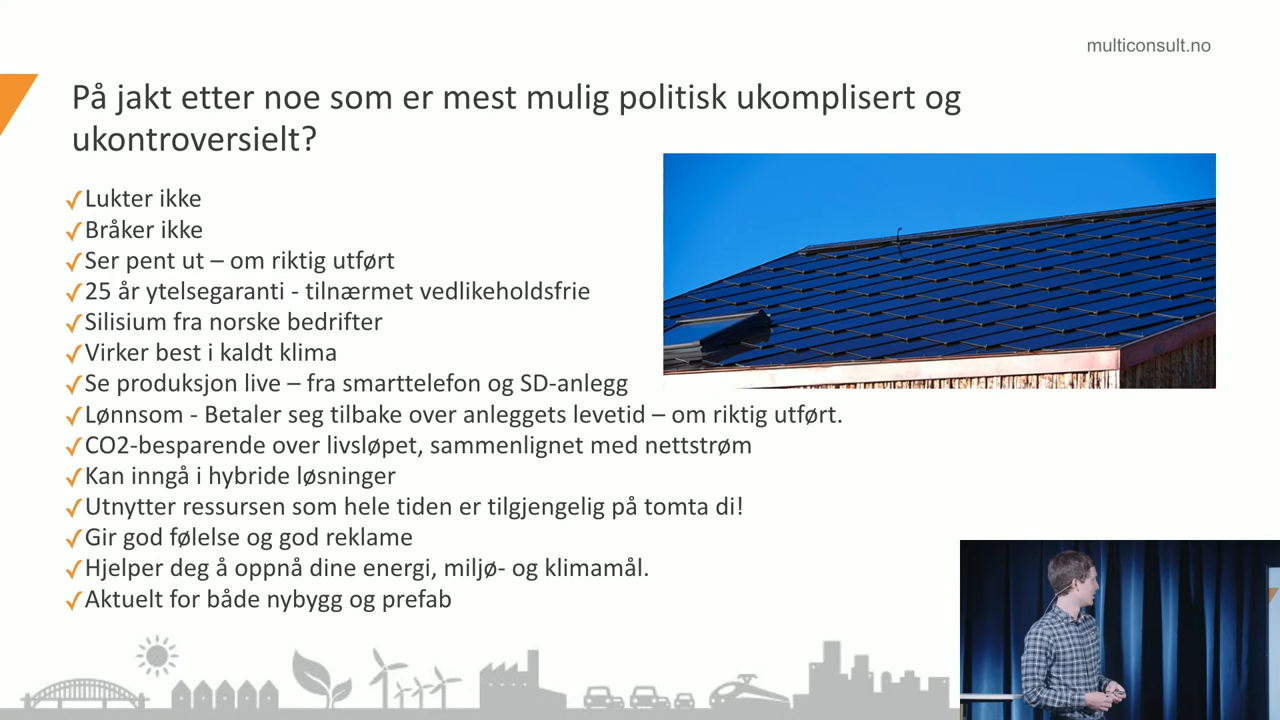 multiconsult.no
På jakt etter noe som er mest mulig politisk ukomplisert og
ukontroversielt?
✓Lukter ikke
✓Bråker ikke
✓Ser pent ut – om riktig utført
✓25 år ytelsegaranti - tilnærmet vedlikeholdsfrie
✓Silisium fra norske bedrifter
✓Virker best i kaldt klima
✓Se produksjon live – fra smarttelefon og SD-anlegg
✓Lønnsom - Betaler seg tilbake over anleggets levetid – om riktig utført.
✓CO2-besparende over livsløpet, sammenlignet med nettstrøm
✓Kan inngå i hybride løsninger
✓Utnytter ressursen som hele tiden er tilgjengelig på tomta di!
✓Gir god følelse og god reklame
✓Hjelper deg å oppnå dine energi, miljø- og klimamål.
✓Aktuelt for både nybygg og prefab